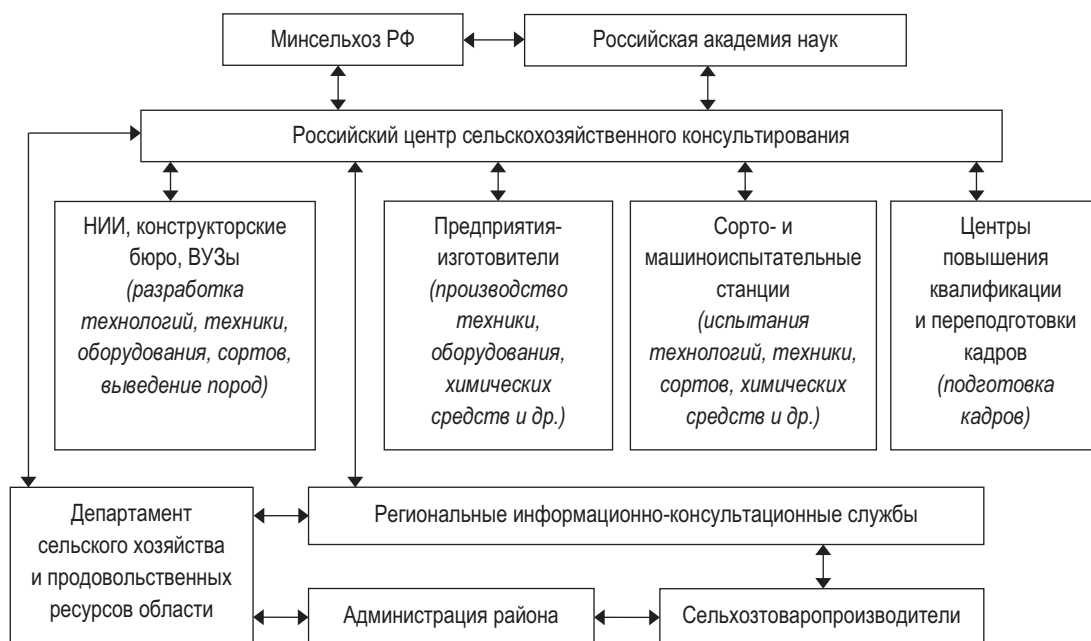 Минсельхоз РФ
Российская академия наук
Российский центр сельскохозяйственного консультирования
НИИ, конструкторские
бюро, ВУЗы
(разработка
технологий, техники,
оборудования, сортов,
выведение пород)
Предприятия-
изготовители
(производство
техники,
оборудования,
химических
средств и др.)
Сорто- и
машиноиспытательные
станции
(испытания
технологий, техники,
сортов, химических
средств и др.)
Центры
повышения
квалификации
и переподготовки
кадров
(подготовка
кадров)
Департамент
сельского хозяйства
и продовольственных
ресурсов области
Региональные информационно-консультационные службы
Администрация района
Сельхозтоваропроизводители